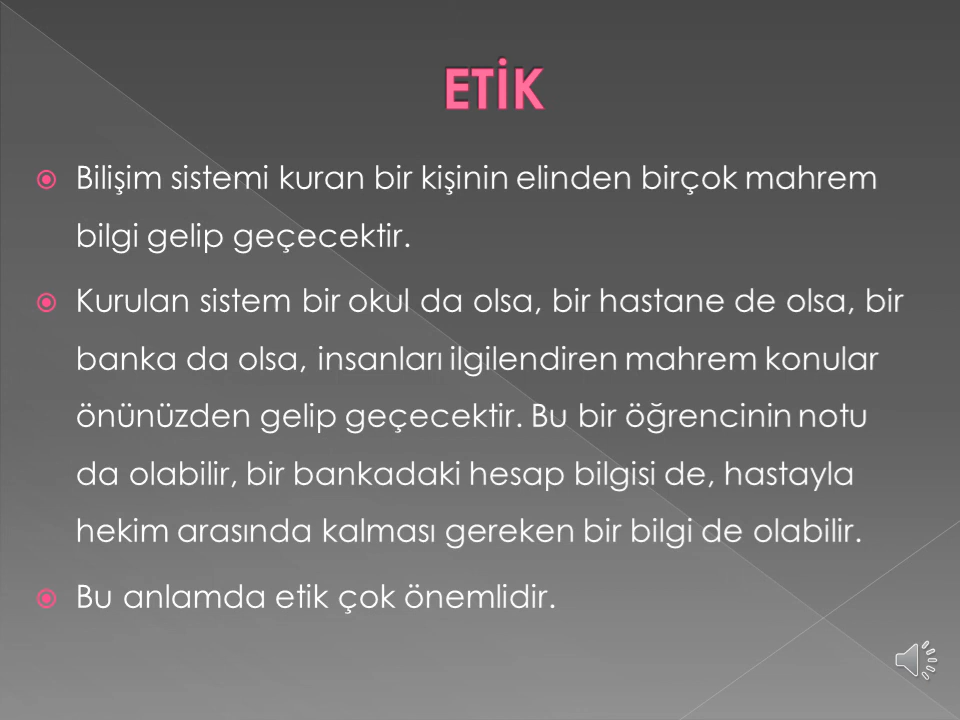 ETİK
Bilişim sistemi kuran bir kişinin elinden birçok mahrem
bilgi gelip geçecektir.
Kurulan sistem bir okul da olsa, bir hastane de olsa, bir
banka da olsa, insanları ilgilendiren mahrem konular
önünüzden gelip geçecektir. Bu bir öğrencinin notu
da olabilir, bir bankadaki hesap bilgisi de, hastayla
hekim arasında kalması gereken bir bilgi de olabilir.
Bu anlamda etik çok önemlidir.